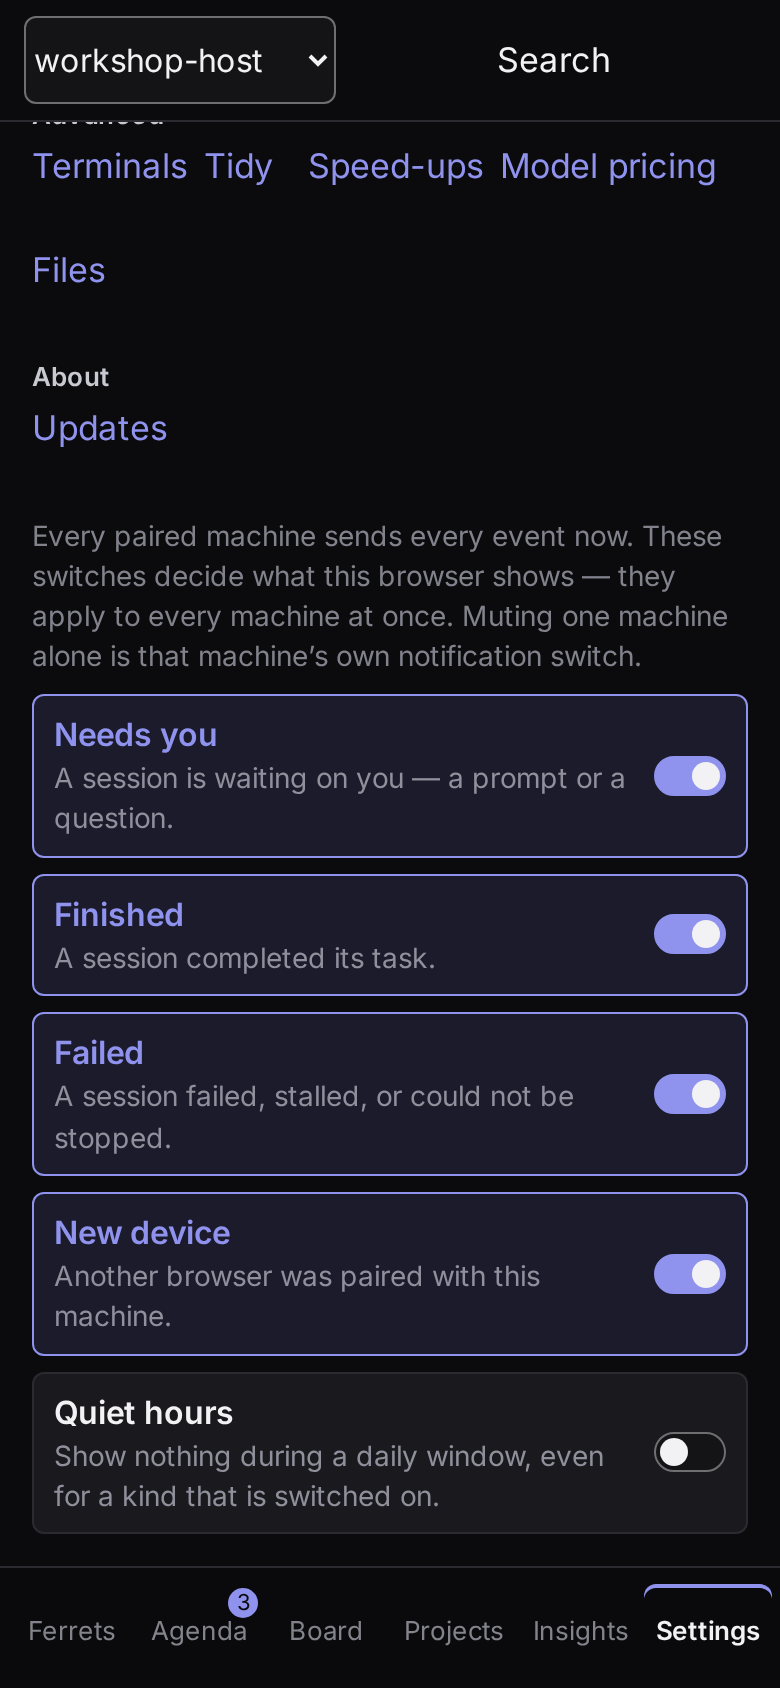 workshop-host
Search
Advanced
Terminals Tidy Speed-ups Model pricing
Files
About
Updates
Every paired machine sends every event now. These
switches decide what this browser shows — they
apply to every machine at once. Muting one machine
alone is that machine’s own notification switch.
Needs you
A session is waiting on you — a prompt or a
question.
Finished
A session completed its task.
Failed
A session failed, stalled, or could not be
stopped.
New device
Another browser was paired with this
machine.
Quiet hours
Show nothing during a daily window, even
for a kind that is switched on.
3
Ferrets Agenda Board Projects Insights Settings